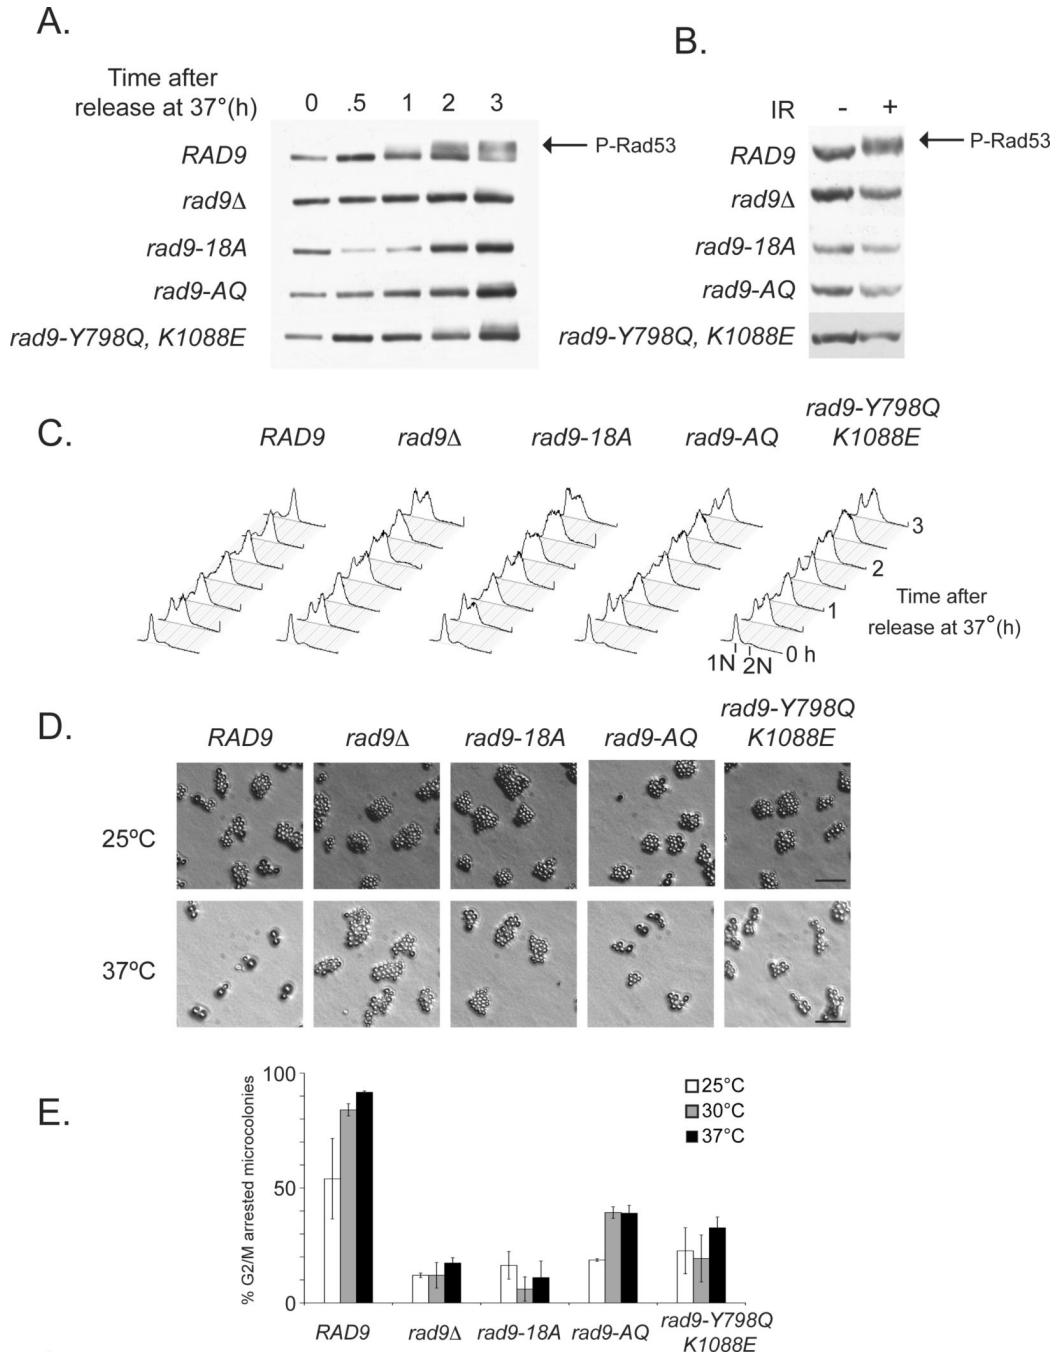 A.
Time after
release at 37°(h)
0 .5 1 2 3
RAD9
rad9Δ
rad9-18A
rad9-AQ
rad9-Y798Q, K1088E
P-Rad53
B.
IR - +
RAD9
rad9Δ
rad9-18A
rad9-AQ
rad9-Y798Q, K1088E
P-Rad53
C.
RAD9 rad9Δ rad9-18A rad9-AQ rad9-Y798Q
K1088E
3
2
1
0 h
1N 2N
Time after
release at 37°(h)
D.
RAD9 rad9Δ rad9-18A rad9-AQ rad9-Y798Q
K1088E
25ºC
37ºC
E.
% G2/M arrested microcolonies
100
50
0
25°C
30°C
37°C
RAD9 rad9Δ rad9-18A rad9-AQ rad9-Y798Q
K1088E